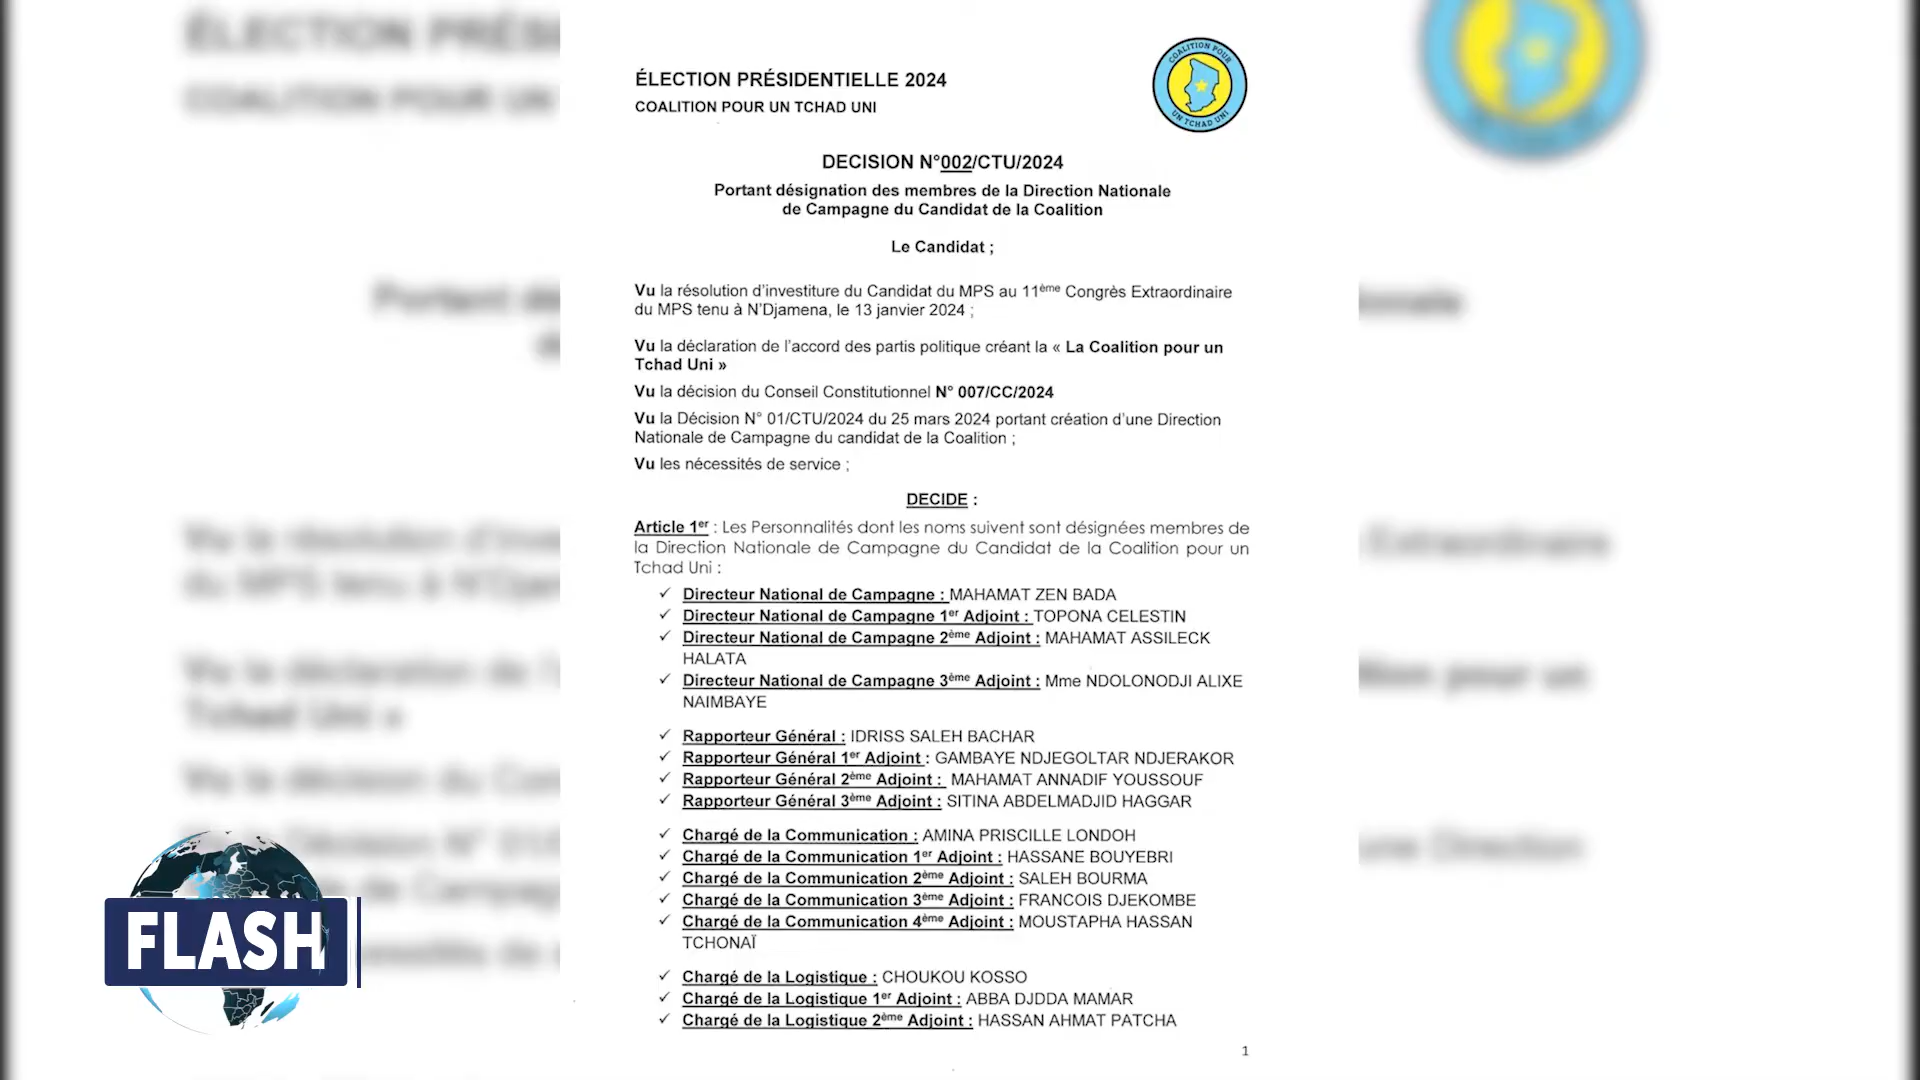 ÉLECTION PRÉSIDENTIELLE 2024
COALITION POUR UN TCHAD UNI
COALITION POUR
UN TCHAD UNI
DECISION N°002/CTU/2024
Portant désignation des membres de la Direction Nationale
de Campagne du Candidat de la Coalition
Le Candidat ;
Vu la résolution d'investiture du Candidat du MPS au 11ème Congrès Extraordinaire
du MPS tenu à N'Djamena, le 13 janvier 2024 ;
Vu la déclaration de l'accord des partis politique créant la « La Coalition pour un
Tchad Uni »
Vu la décision du Conseil Constitutionnel N° 007/CC/2024
Vu la Décision N° 01/CTU/2024 du 25 mars 2024 portant création d'une Direction
Nationale de Campagne du candidat de la Coalition ;
Vu les nécessités de service ;
DECIDE :
Article 1er : Les Personnalités dont les noms suivent sont désignées membres de
la Direction Nationale de Campagne du Candidat de la Coalition pour un
Tchad Uni :
✓ Directeur National de Campagne : MAHAMAT ZEN BADA
✓ Directeur National de Campagne 1er Adjoint : TOPONA CELESTIN
✓ Directeur National de Campagne 2ème Adjoint : MAHAMAT ASSILECK
HALATA
✓ Directeur National de Campagne 3ème Adjoint : Mme NDOLONODJI ALIXE
NAIMBAYE
✓ Rapporteur Général : IDRISS SALEH BACHAR
✓ Rapporteur Général 1er Adjoint : GAMBAYE NDJEGOLTAR NDJERAKOR
✓ Rapporteur Général 2ème Adjoint : MAHAMAT ANNADIF YOUSSOUF
✓ Rapporteur Général 3ème Adjoint : SITINA ABDELMADJID HAGGAR
✓ Chargé de la Communication : AMINA PRISCILLE LONDOH
✓ Chargé de la Communication 1er Adjoint : HASSANE BOUYEBRI
✓ Chargé de la Communication 2ème Adjoint : SALEH BOURMA
✓ Chargé de la Communication 3ème Adjoint : FRANCOIS DJEKOMBE
✓ Chargé de la Communication 4ème Adjoint : MOUSTAPHA HASSAN
TCHONAÏ
✓ Chargé de la Logistique : CHOUKOU KOSSO
✓ Chargé de la Logistique 1er Adjoint : ABBA DJDDA MAMAR
✓ Chargé de la Logistique 2ème Adjoint : HASSAN AHMAT PATCHA
1
FLASH